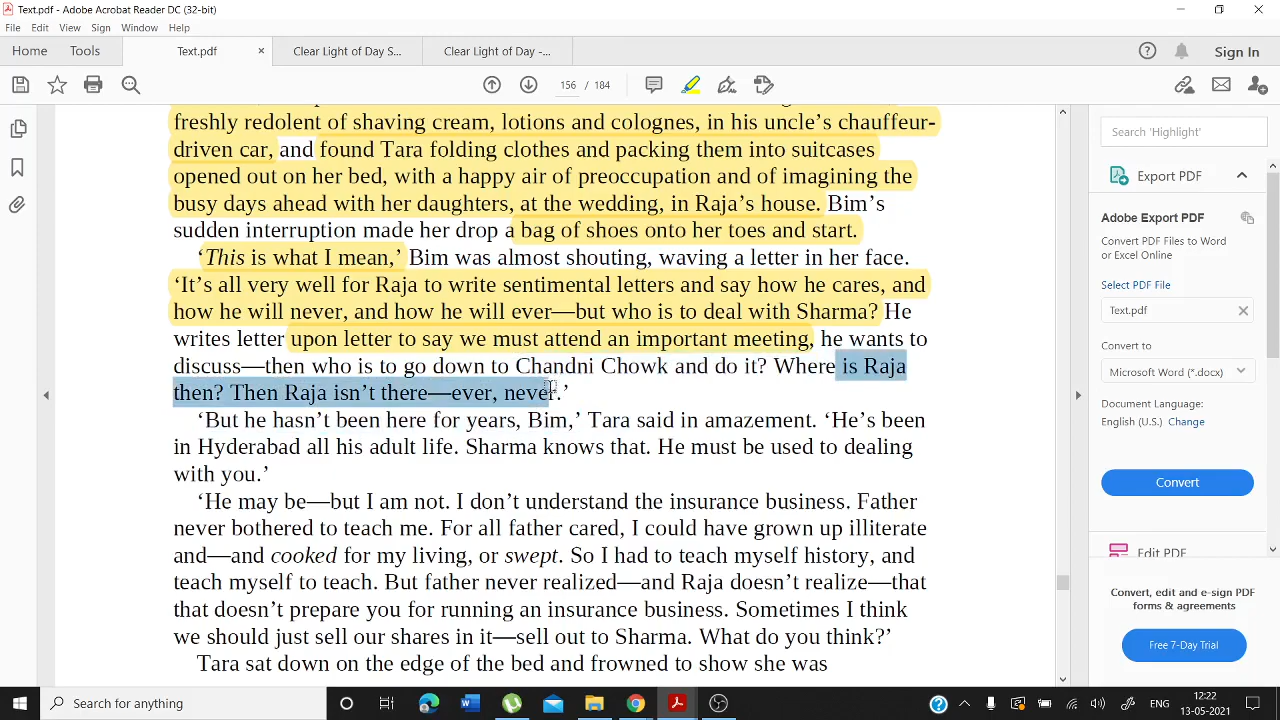 Text.pdf - Adobe Acrobat Reader DC (32-bit)
File Edit View Sign Window Help
Home Tools Text.pdf × Clear Light of Day S... Clear Light of Day -... Sign In
156 / 184
freshly redolent of shaving cream, lotions and colognes, in his uncle’s chauffeur-
driven car, and found Tara folding clothes and packing them into suitcases
opened out on her bed, with a happy air of preoccupation and of imagining the
busy days ahead with her daughters, at the wedding, in Raja’s house. Bim’s
sudden interruption made her drop a bag of shoes onto her toes and start.
‘This is what I mean,’ Bim was almost shouting, waving a letter in her face.
‘It’s all very well for Raja to write sentimental letters and say how he cares, and
how he will never, and how he will ever—but who is to deal with Sharma? He
writes letter upon letter to say we must attend an important meeting, he wants to
discuss—then who is to go down to Chandni Chowk and do it? Where is Raja
then? Then Raja isn’t there—ever, never.’
‘But he hasn’t been here for years, Bim,’ Tara said in amazement. ‘He’s been
in Hyderabad all his adult life. Sharma knows that. He must be used to dealing
with you.’
‘He may be—but I am not. I don’t understand the insurance business. Father
never bothered to teach me. For all father cared, I could have grown up illiterate
and—and cooked for my living, or swept. So I had to teach myself history, and
teach myself to teach. But father never realized—and Raja doesn’t realize—that
that doesn’t prepare you for running an insurance business. Sometimes I think
we should just sell our shares in it—sell out to Sharma. What do you think?’
Tara sat down on the edge of the bed and frowned to show she was
Search 'Highlight'
Export PDF
Adobe Export PDF
Convert PDF Files to Word
or Excel Online
Select PDF File
Text.pdf
Convert to
Microsoft Word (*.docx)
Document Language:
English (U.S.) Change
Convert
Edit PDF
Convert, edit and e-sign PDF
forms & agreements
Free 7-Day Trial
Type here to search
ENG
12:22
13-05-2021